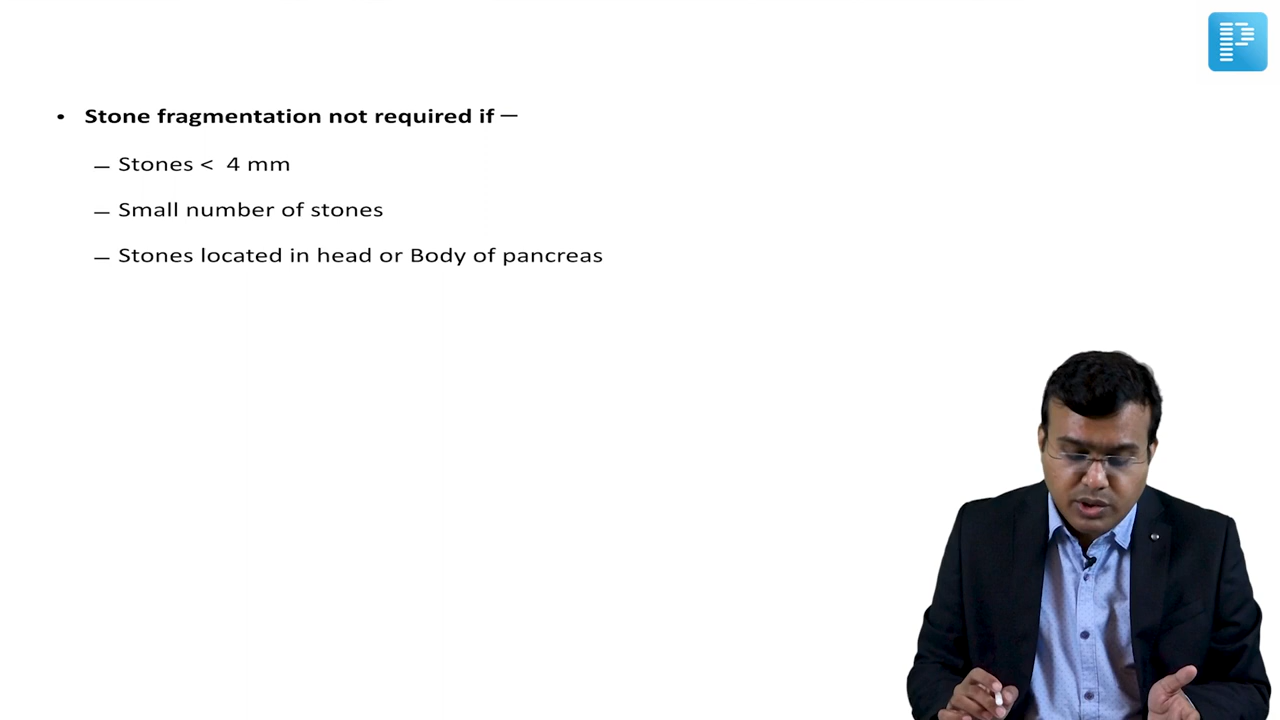 • Stone fragmentation not required if —
— Stones < 4 mm
— Small number of stones
— Stones located in head or Body of pancreas